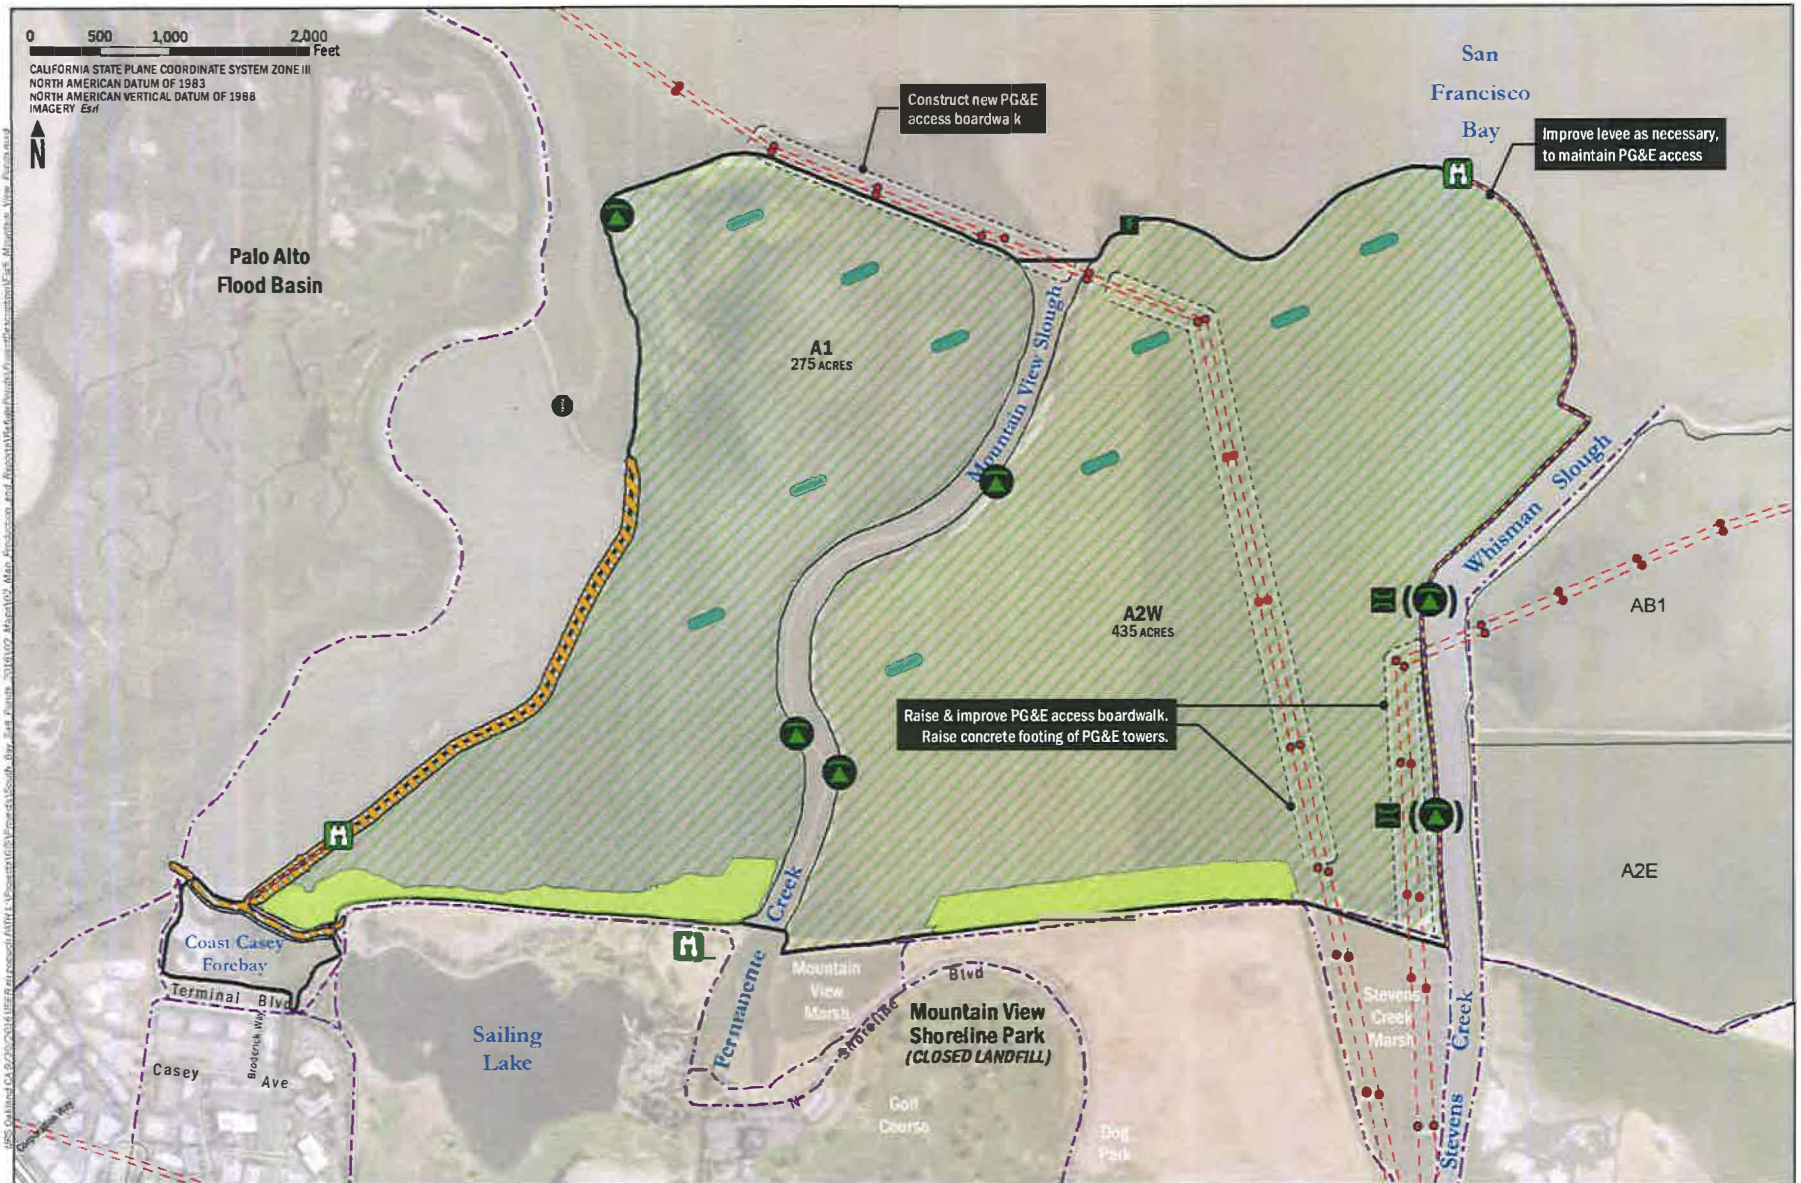 0 500 1,000 2,000
Feet
CALIFORNIA STATE PLANE COORDINATE SYSTEM ZONE III
NORTH AMERICAN DATUM OF 1983
NORTH AMERICAN VERTICAL DATUM OF 1988
IMAGERY Esri
N
San
Francisco
Bay
Construct new PG&E
access boardwalk
Improve levee as necessary,
to maintain PG&E access
Palo Alto
Flood Basin
A1
275 ACRES
Mountain View Slough
Whisman Slough
AB1
A2W
435 ACRES
Raise & improve PG&E access boardwalk.
Raise concrete footing of PG&E towers.
A2E
Creek
Permanente
Coast Casey
Forebay
Terminal Blvd
Broderick Way
Casey Ave
Sailing
Lake
Mountain
View
Marsh
N Shoreline Blvd
Mountain View
Shoreline Park
(CLOSED LANDFILL)
Golf
Course
Dog
Park
Stevens
Creek
Marsh
Stevens Creek